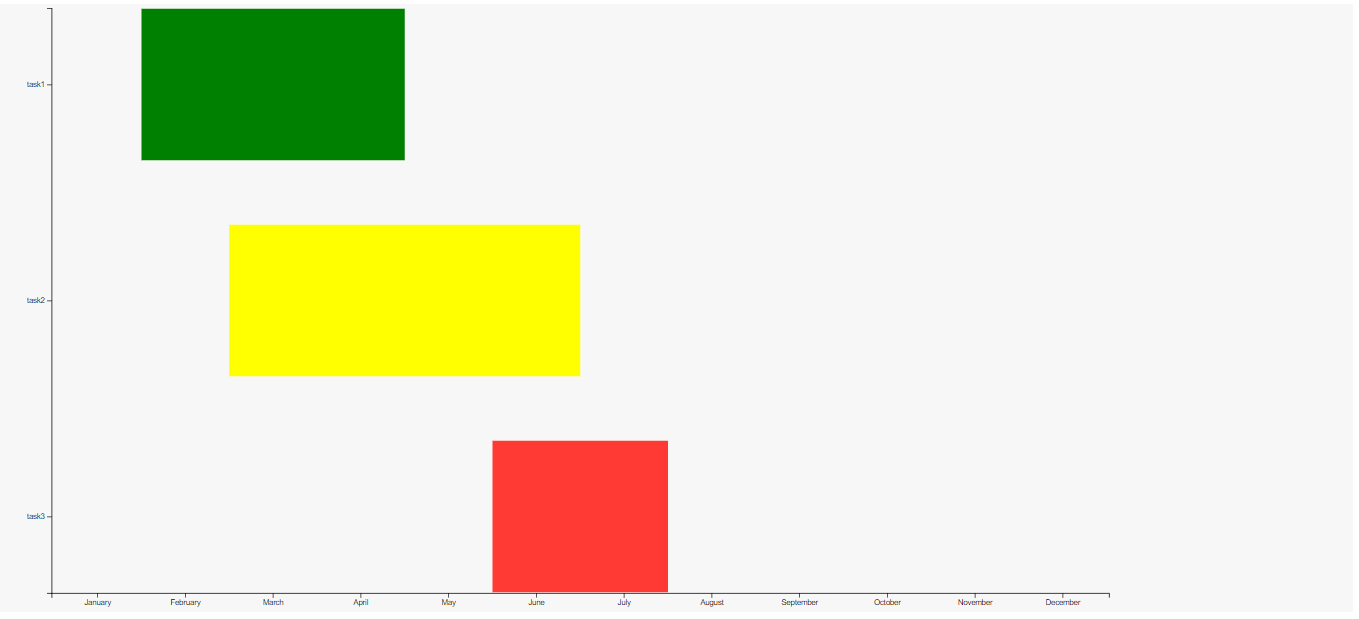 task1
task2
task3
January February March April May June July August September October November December